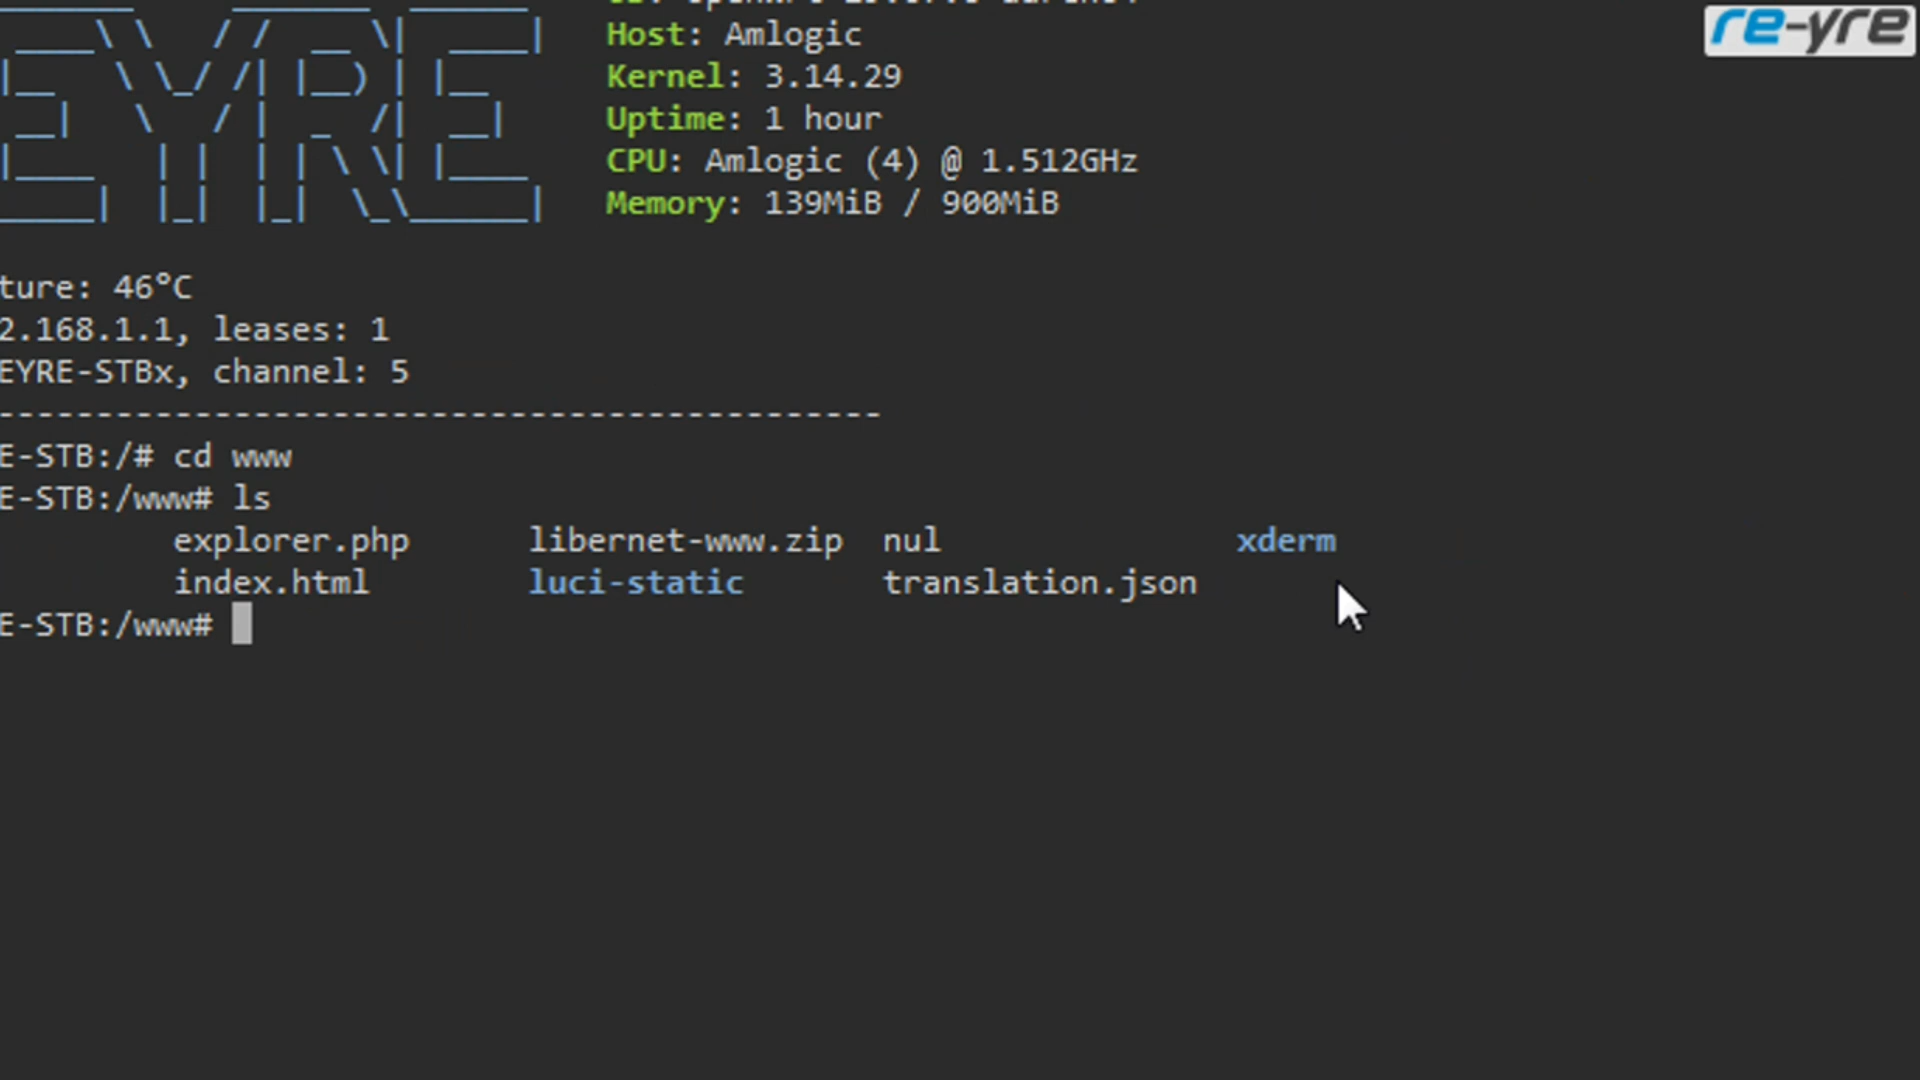 re-yre
Host: Amlogic
Kernel: 3.14.29
Uptime: 1 hour
CPU: Amlogic (4) @ 1.512GHz
Memory: 139MiB / 900MiB
ture: 46°C
2.168.1.1, leases: 1
EYRE-STBx, channel: 5
---------------------------------------------
E-STB:/# cd www
E-STB:/www# ls
explorer.php libernet-www.zip nul xderm
index.html luci-static translation.json
E-STB:/www#